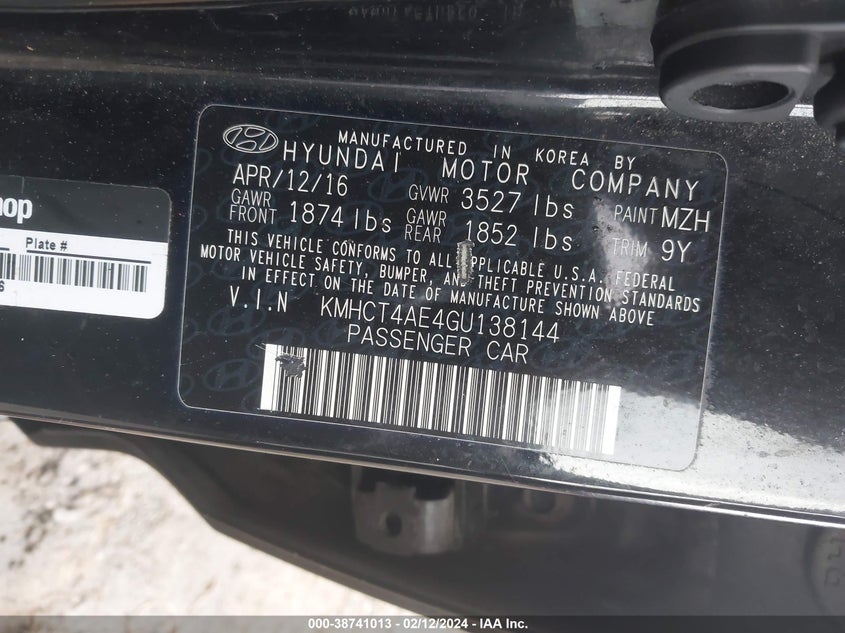 MANUFACTURED IN KOREA BY
HYUNDAI MOTOR COMPANY
APR/12/16 GVWR 3527 lbs PAINT MZH
GAWR FRONT 1874 lbs GAWR REAR 1852 lbs TRIM 9Y
THIS VEHICLE CONFORMS TO ALL APPLICABLE U.S.A. FEDERAL
MOTOR VEHICLE SAFETY, BUMPER, AND THEFT PREVENTION STANDARDS
IN EFFECT ON THE DATE OF MANUFACTURE SHOWN ABOVE
V.I.N KMHCT4AE4GU138144
PASSENGER CAR
Plate #
000-38741013 - 02/12/2024 - IAA Inc.